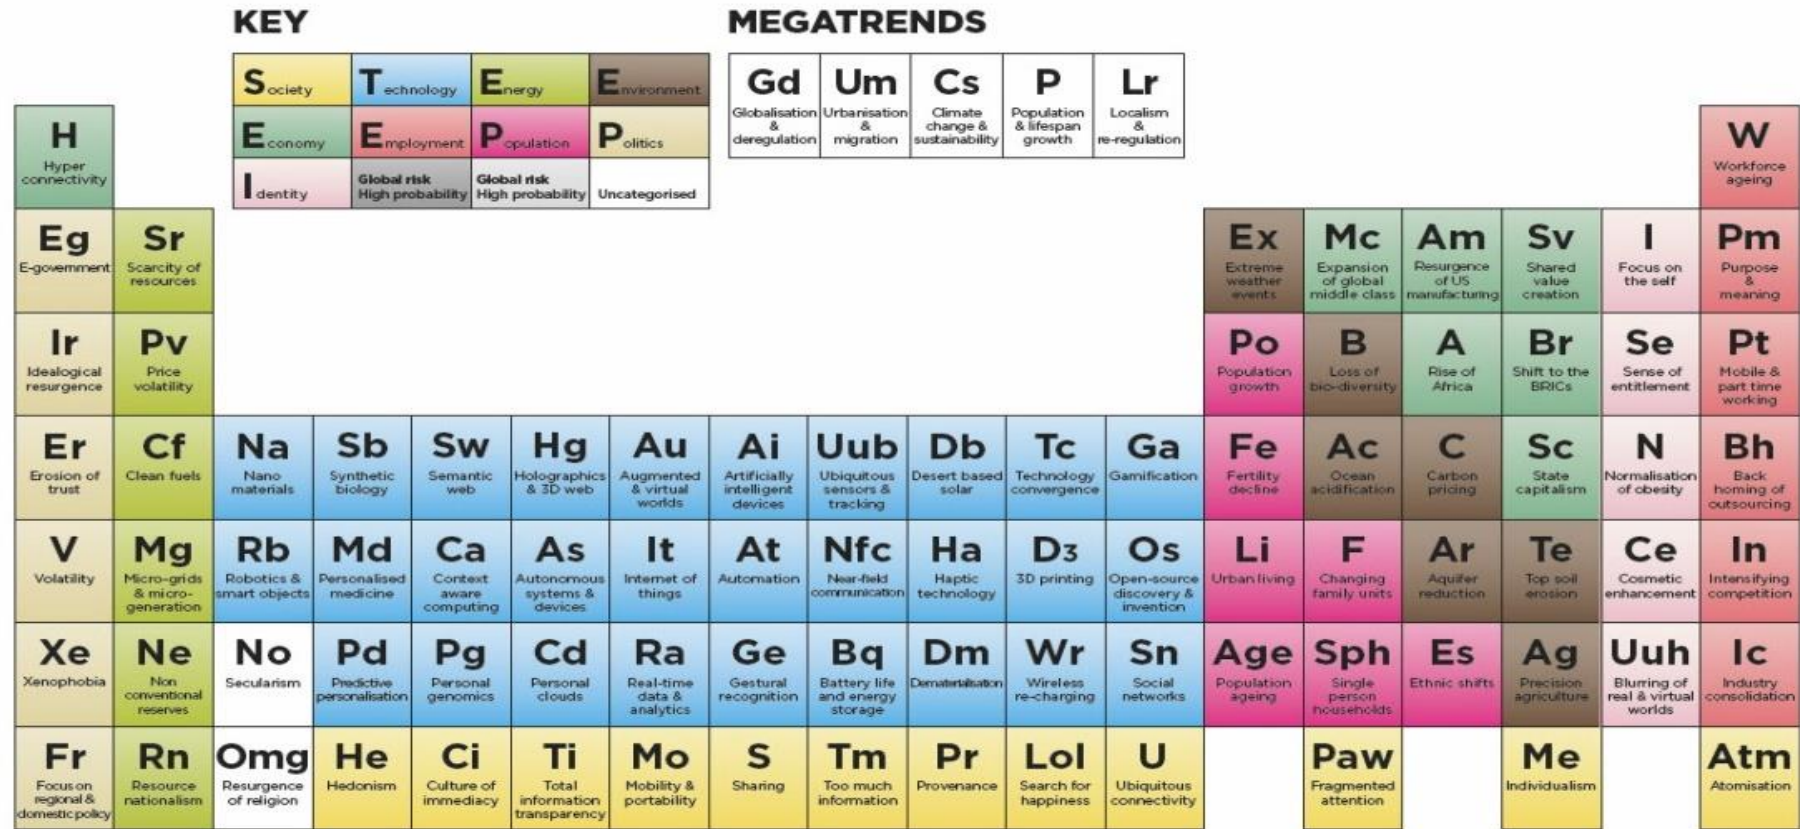 KEY
MEGATRENDS
Society
Technology
Energy
Environment
Economy
Employment
Population
Politics
Identity
Global risk
High probability
Global risk
High probability
Uncategorised
Gd
Globalisation
&
deregulation
Um
Urbanisation
&
migration
Cs
Climate
change &
sustainability
P
Population
& lifespan
growth
Lr
Localism
&
re-regulation
H
Hyper
connectivity
W
Workforce
ageing
Eg
E-government
Sr
Scarcity of
resources
Ex
Extreme
weather
events
Mc
Expansion
of global
middle class
Am
Resurgence
of US
manufacturing
Sv
Shared
value
creation
I
Focus on
the self
Pm
Purpose
&
meaning
Ir
Idealogical
resurgence
Pv
Price
volatility
Po
Population
growth
B
Loss of
bio-diversity
A
Rise of
Africa
Br
Shift to the
BRICs
Se
Sense of
entitlement
Pt
Mobile &
part time
working
Er
Erosion of
trust
Cf
Clean fuels
Na
Nano
materials
Sb
Synthetic
biology
Sw
Semantic
web
Hg
Holographics
& 3D web
Au
Augmented
& virtual
worlds
Ai
Artificially
intelligent
devices
Uub
Ubiquitous
sensors &
tracking
Db
Desert based
solar
Tc
Technology
convergence
Ga
Gamification
Fe
Fertility
decline
Ac
Ocean
acidification
C
Carbon
pricing
Sc
State
capitalism
N
Normalisation
of obesity
Bh
Back
homing of
outsourcing
V
Volatility
Mg
Micro-grids
& micro-
generation
Rb
Robotics &
smart objects
Md
Personalised
medicine
Ca
Context
aware
computing
As
Autonomous
systems &
devices
It
Internet of
things
At
Automation
Nfc
Near-field
communication
Ha
Haptic
technology
D3
3D printing
Os
Open-source
discovery &
invention
Li
Urban living
F
Changing
family units
Ar
Aquifer
reduction
Te
Top soil
erosion
Ce
Cosmetic
enhancement
In
Intensifying
competition
Xe
Xenophobia
Ne
Non
conventional
reserves
No
Secularism
Pd
Predictive
personalisation
Pg
Personal
genomics
Cd
Personal
clouds
Ra
Real-time
data &
analytics
Ge
Gestural
recognition
Bq
Battery life
and energy
storage
Dm
Dematerialisation
Wr
Wireless
re-charging
Sn
Social
networks
Age
Population
ageing
Sph
Single
person
households
Es
Ethnic shifts
Ag
Precision
agriculture
Uuh
Blurring of
real & virtual
worlds
Ic
Industry
consolidation
Fr
Focus on
regional &
domestic policy
Rn
Resource
nationalism
Omg
Resurgence
of religion
He
Hedonism
Ci
Culture of
immediacy
Ti
Total
information
transparency
Mo
Mobility &
portability
S
Sharing
Tm
Too much
information
Pr
Provenance
Lol
Search for
happiness
U
Ubiquitous
connectivity
Paw
Fragmented
attention
Me
Individualism
Atm
Atomisation